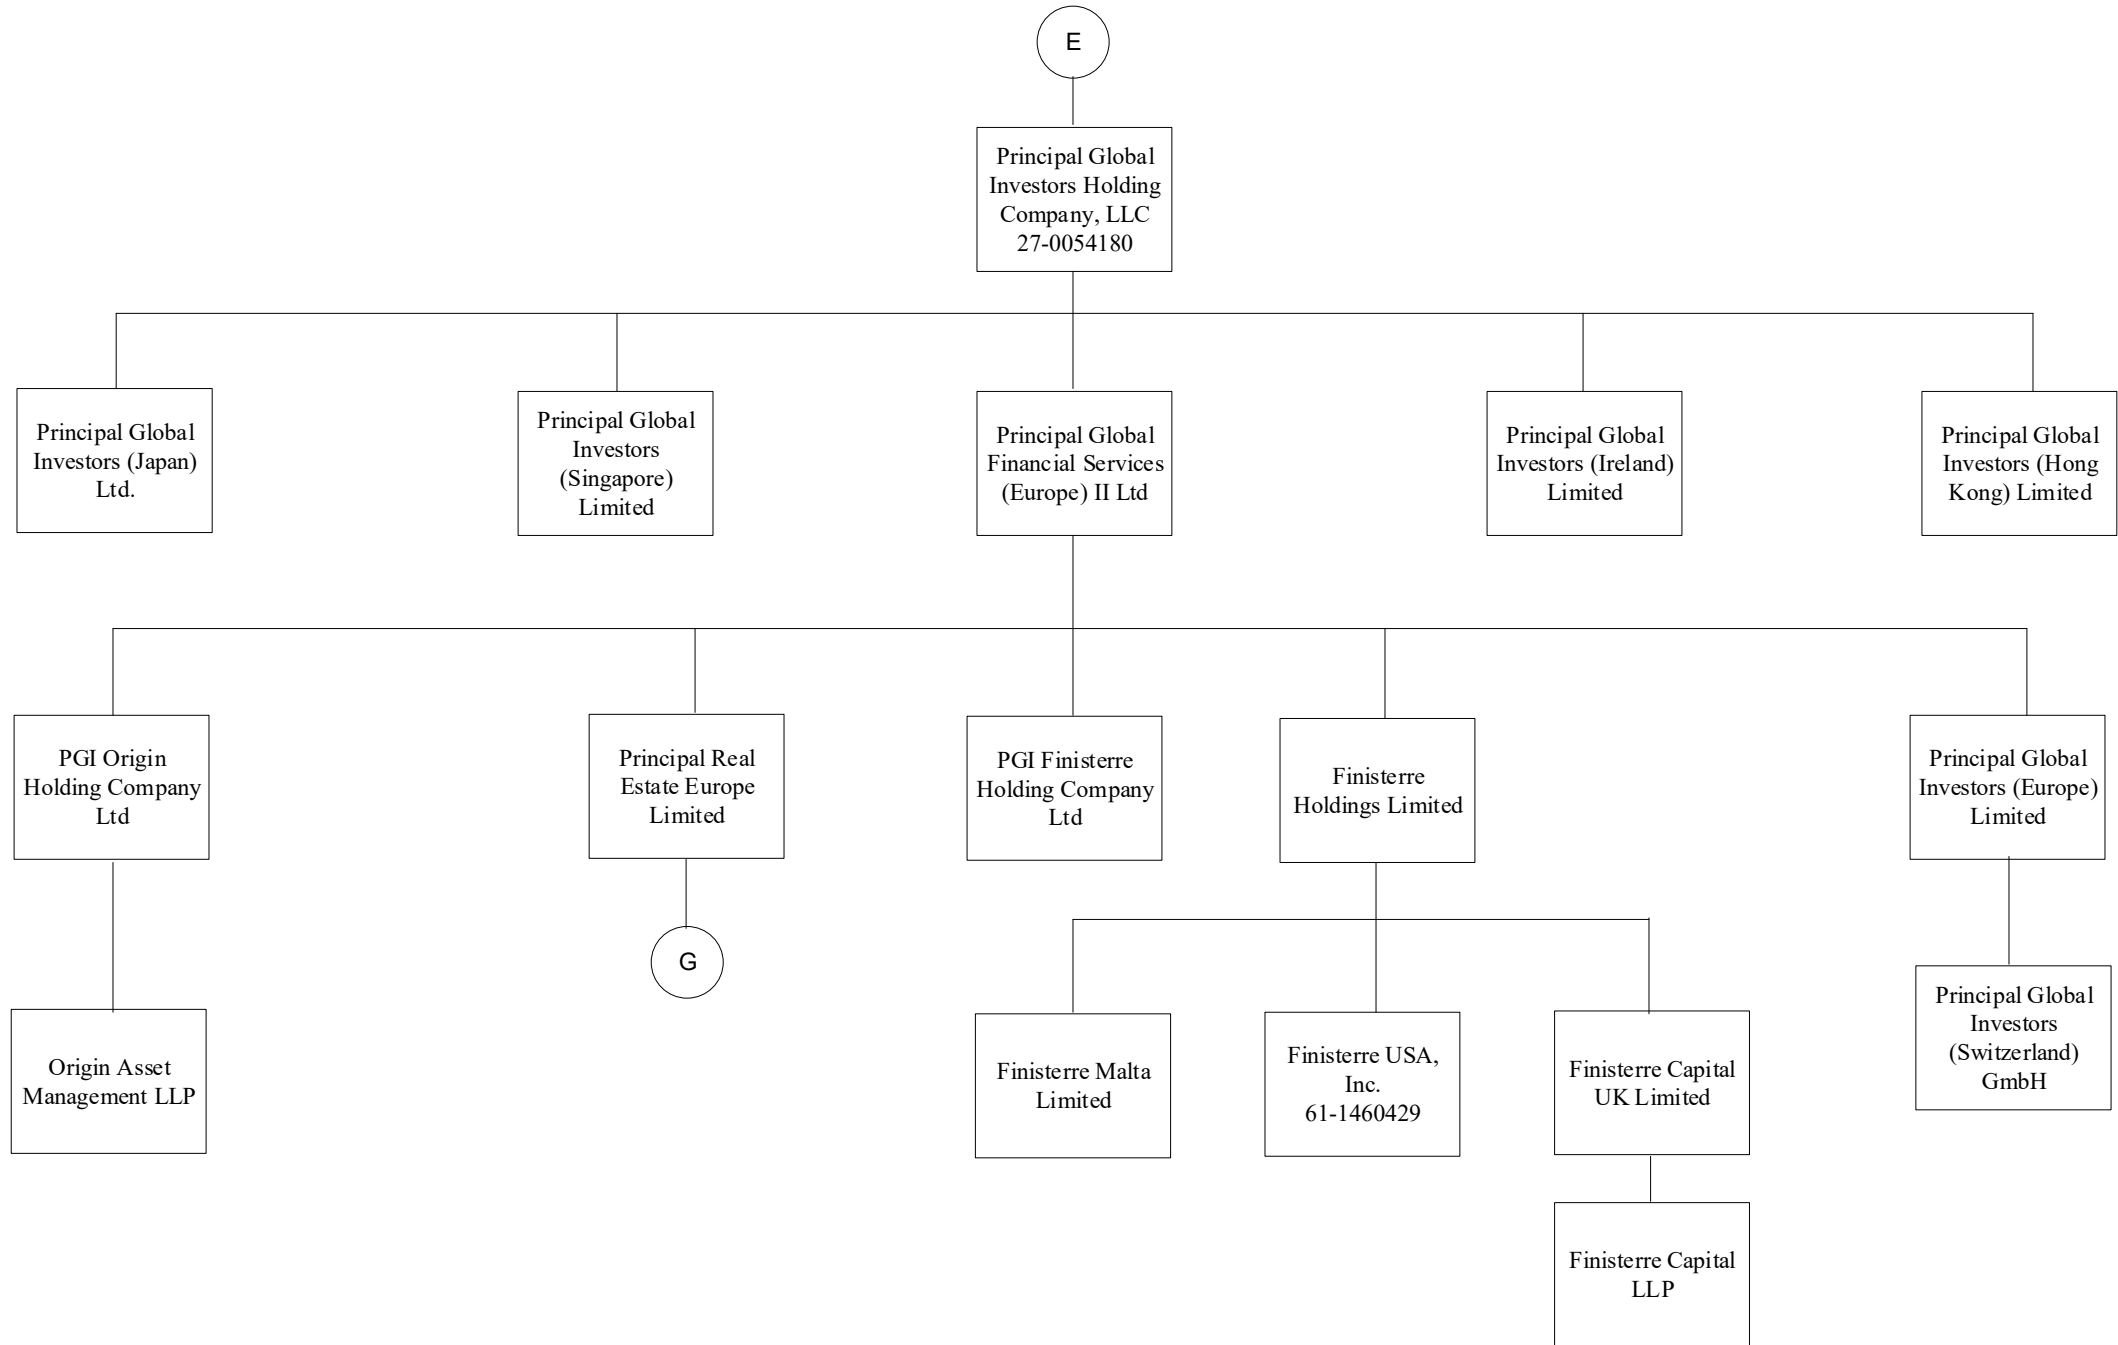 E
Principal Global
Investors Holding
Company, LLC
27-0054180
Principal Global
Investors (Japan)
Ltd.
Principal Global
Investors
(Singapore)
Limited
Principal Global
Financial Services
(Europe) II Ltd
Principal Global
Investors (Ireland)
Limited
Principal Global
Investors (Hong
Kong) Limited
PGI Origin
Holding Company
Ltd
Principal Real
Estate Europe
Limited
PGI Finisterre
Holding Company
Ltd
Finisterre
Holdings Limited
Principal Global
Investors (Europe)
Limited
G
Origin Asset
Management LLP
Finisterre Malta
Limited
Finisterre USA,
Inc.
61-1460429
Finisterre Capital
UK Limited
Principal Global
Investors
(Switzerland)
GmbH
Finisterre Capital
LLP